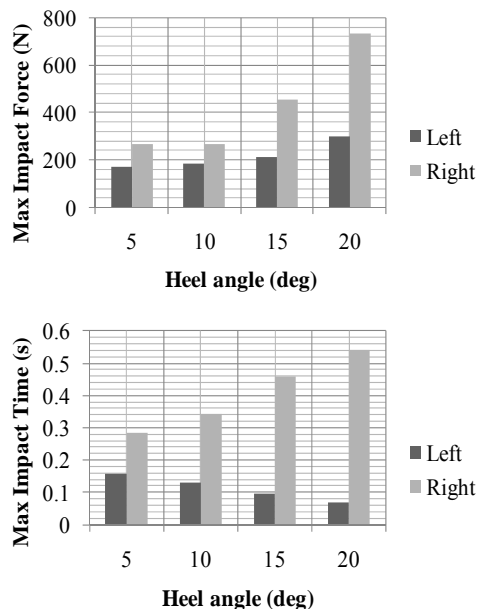 Max Impact Force (N)
800
600
400
200
0
5 10 15 20
Heel angle (deg)
Left
Right
Max Impact Time (s)
0.6
0.5
0.4
0.3
0.2
0.1
0
5 10 15 20
Heel angle (deg)
Left
Right